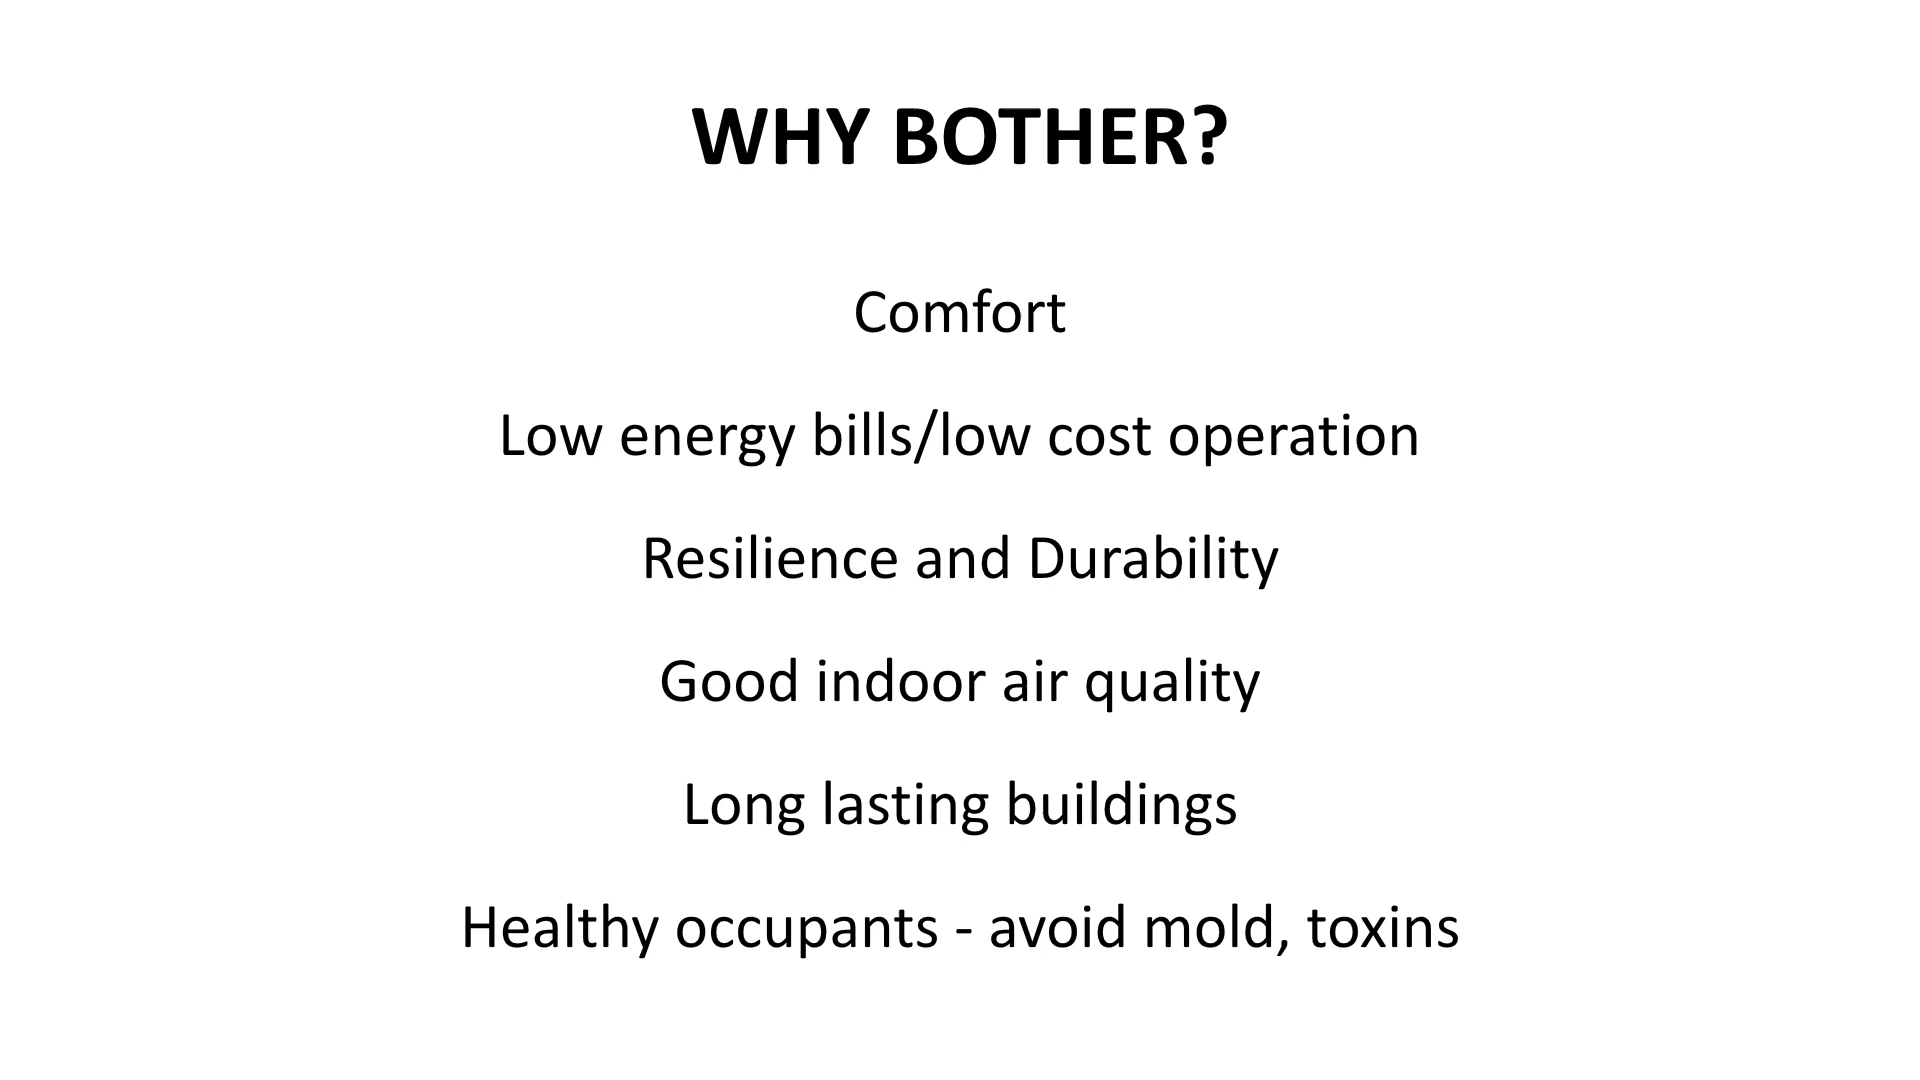 WHY BOTHER?
Comfort
Low energy bills/low cost operation
Resilience and Durability
Good indoor air quality
Long lasting buildings
Healthy occupants - avoid mold, toxins